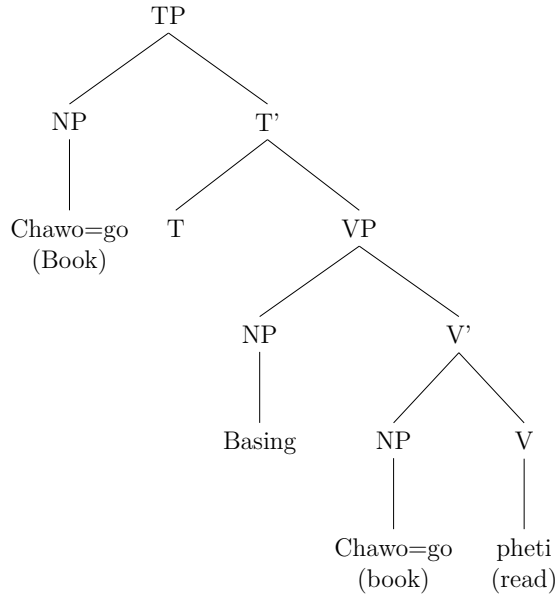 TP
NP T'
Chawo=go T VP
(Book)
NP V'
Basing NP V
Chawo=go pheti
(book) (read)